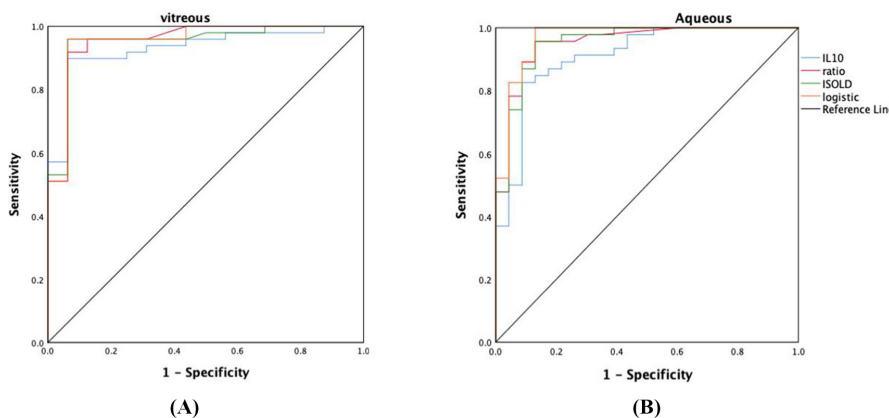 vitreous
1.0
0.8
0.6
0.4
0.2
0.0
Sensitivity
0.0 0.2 0.4 0.6 0.8 1.0
1 – Specificity
(A)
Aqueous
1.0
0.8
0.6
0.4
0.2
0.0
Sensitivity
0.0 0.2 0.4 0.6 0.8 1.0
1 – Specificity
(B)
IL10
ratio
ISOLD
logistic
Reference Lin